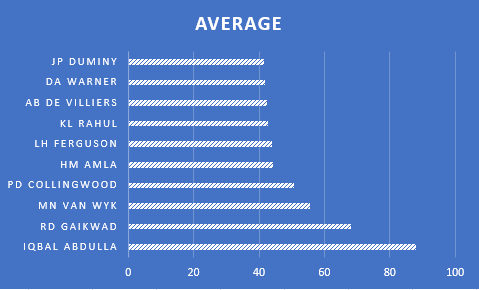 AVERAGE
JP DUMINY
DA WARNER
AB DE VILLIERS
KL RAHUL
LH FERGUSON
HM AMLA
PD COLLINGWOOD
MN VAN WYK
RD GAIKWAD
IQBAL ABDULLA
0 20 40 60 80 100